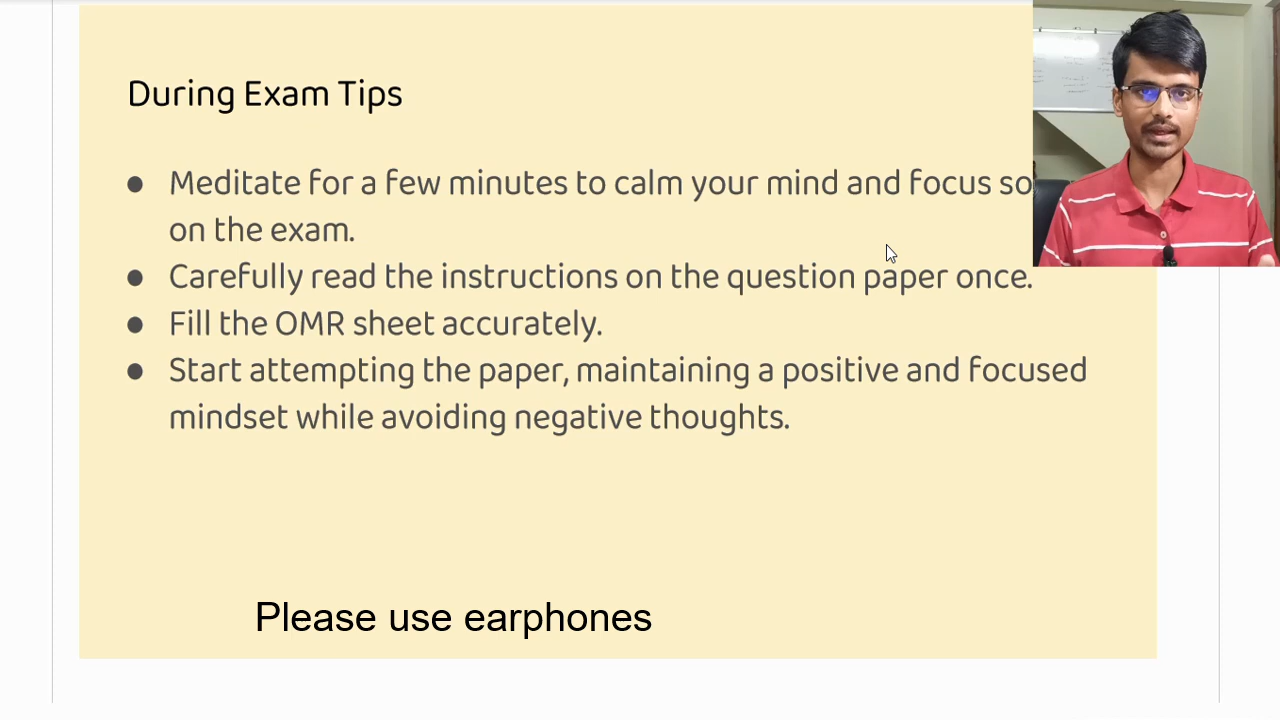 During Exam Tips
● Meditate for a few minutes to calm your mind and focus
on the exam.
● Carefully read the instructions on the question paper once.
● Fill the OMR sheet accurately.
● Start attempting the paper, maintaining a positive and focused
mindset while avoiding negative thoughts.
Please use earphones